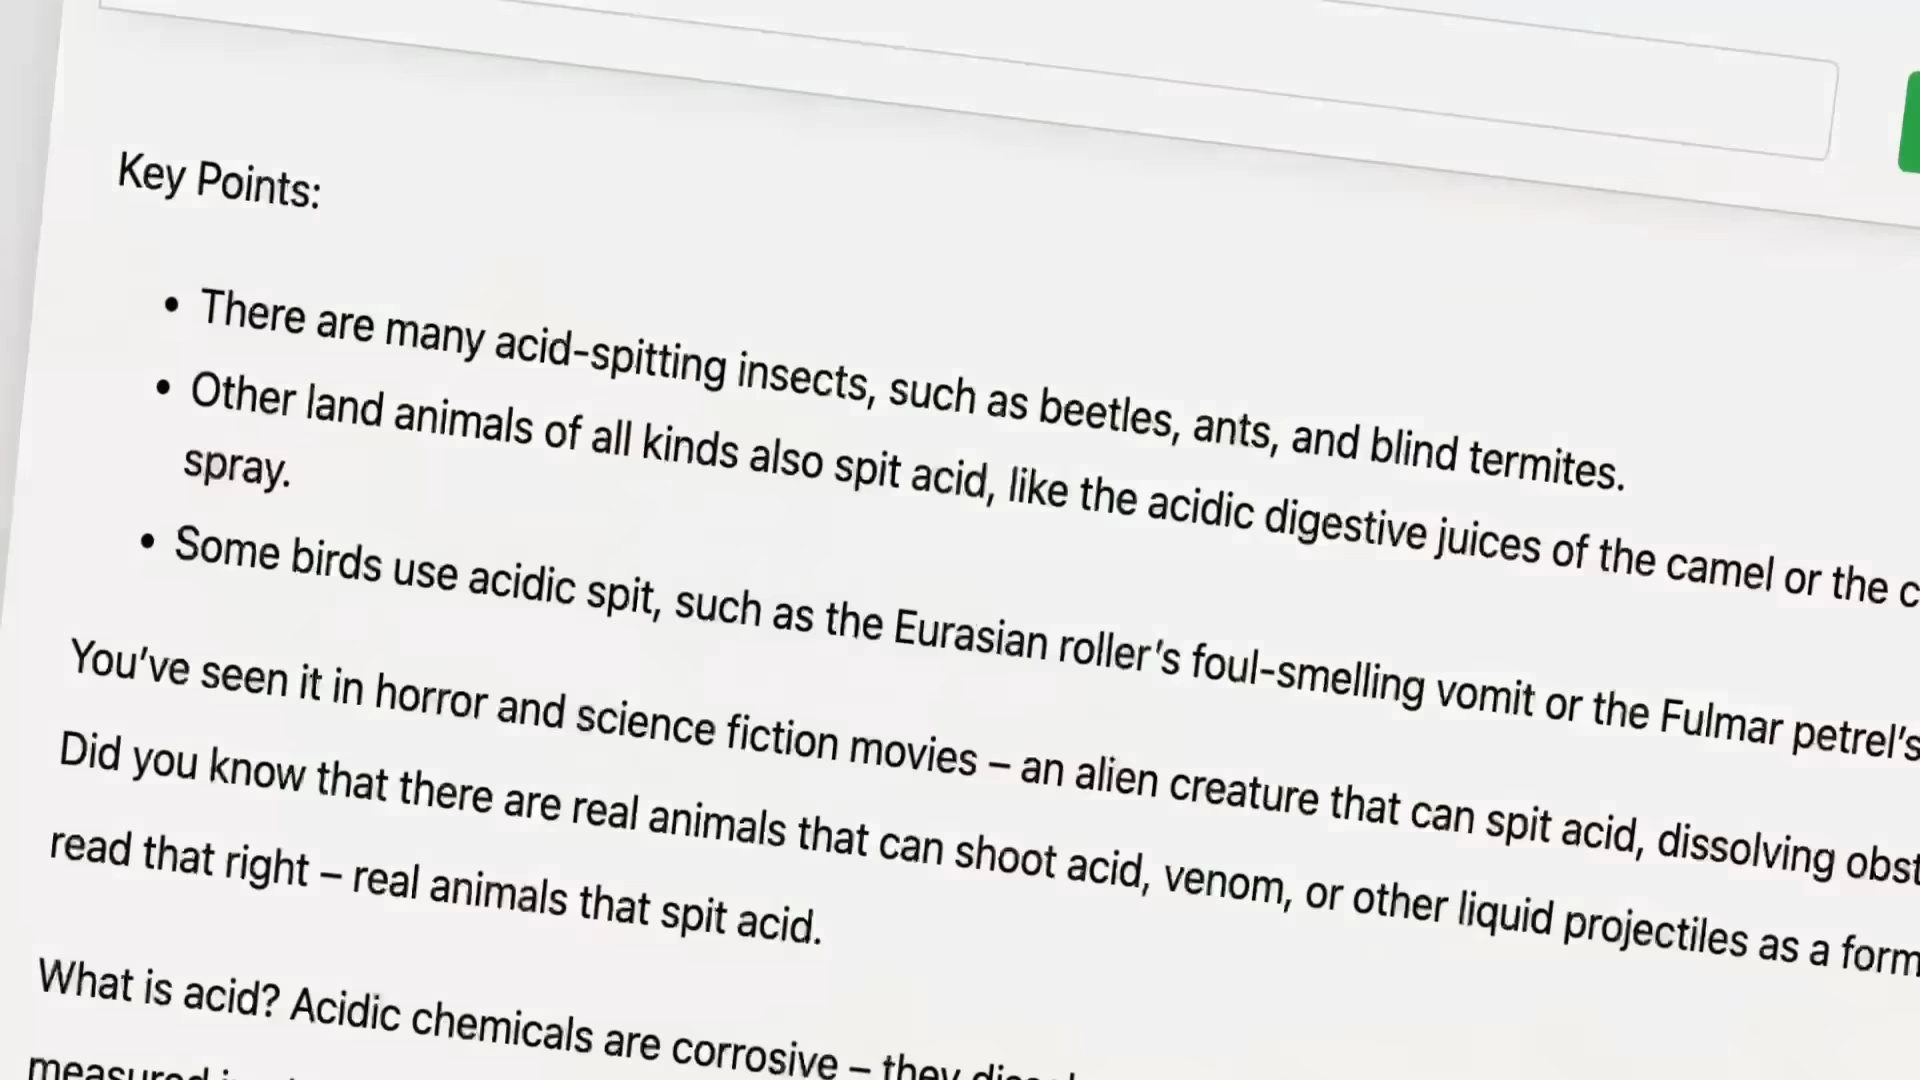 Key Points:
• There are many acid-spitting insects, such as beetles, ants, and blind termites.
• Other land animals of all kinds also spit acid, like the acidic digestive juices of the camel or the
spray.
• Some birds use acidic spit, such as the Eurasian roller’s foul-smelling vomit or the Fulmar petrel’s
You’ve seen it in horror and science fiction movies – an alien creature that can spit acid, dissolving
Did you know that there are real animals that can shoot acid, venom, or other liquid projectiles as a form
read that right – real animals that spit acid.
What is acid? Acidic chemicals are corrosive – they
measured